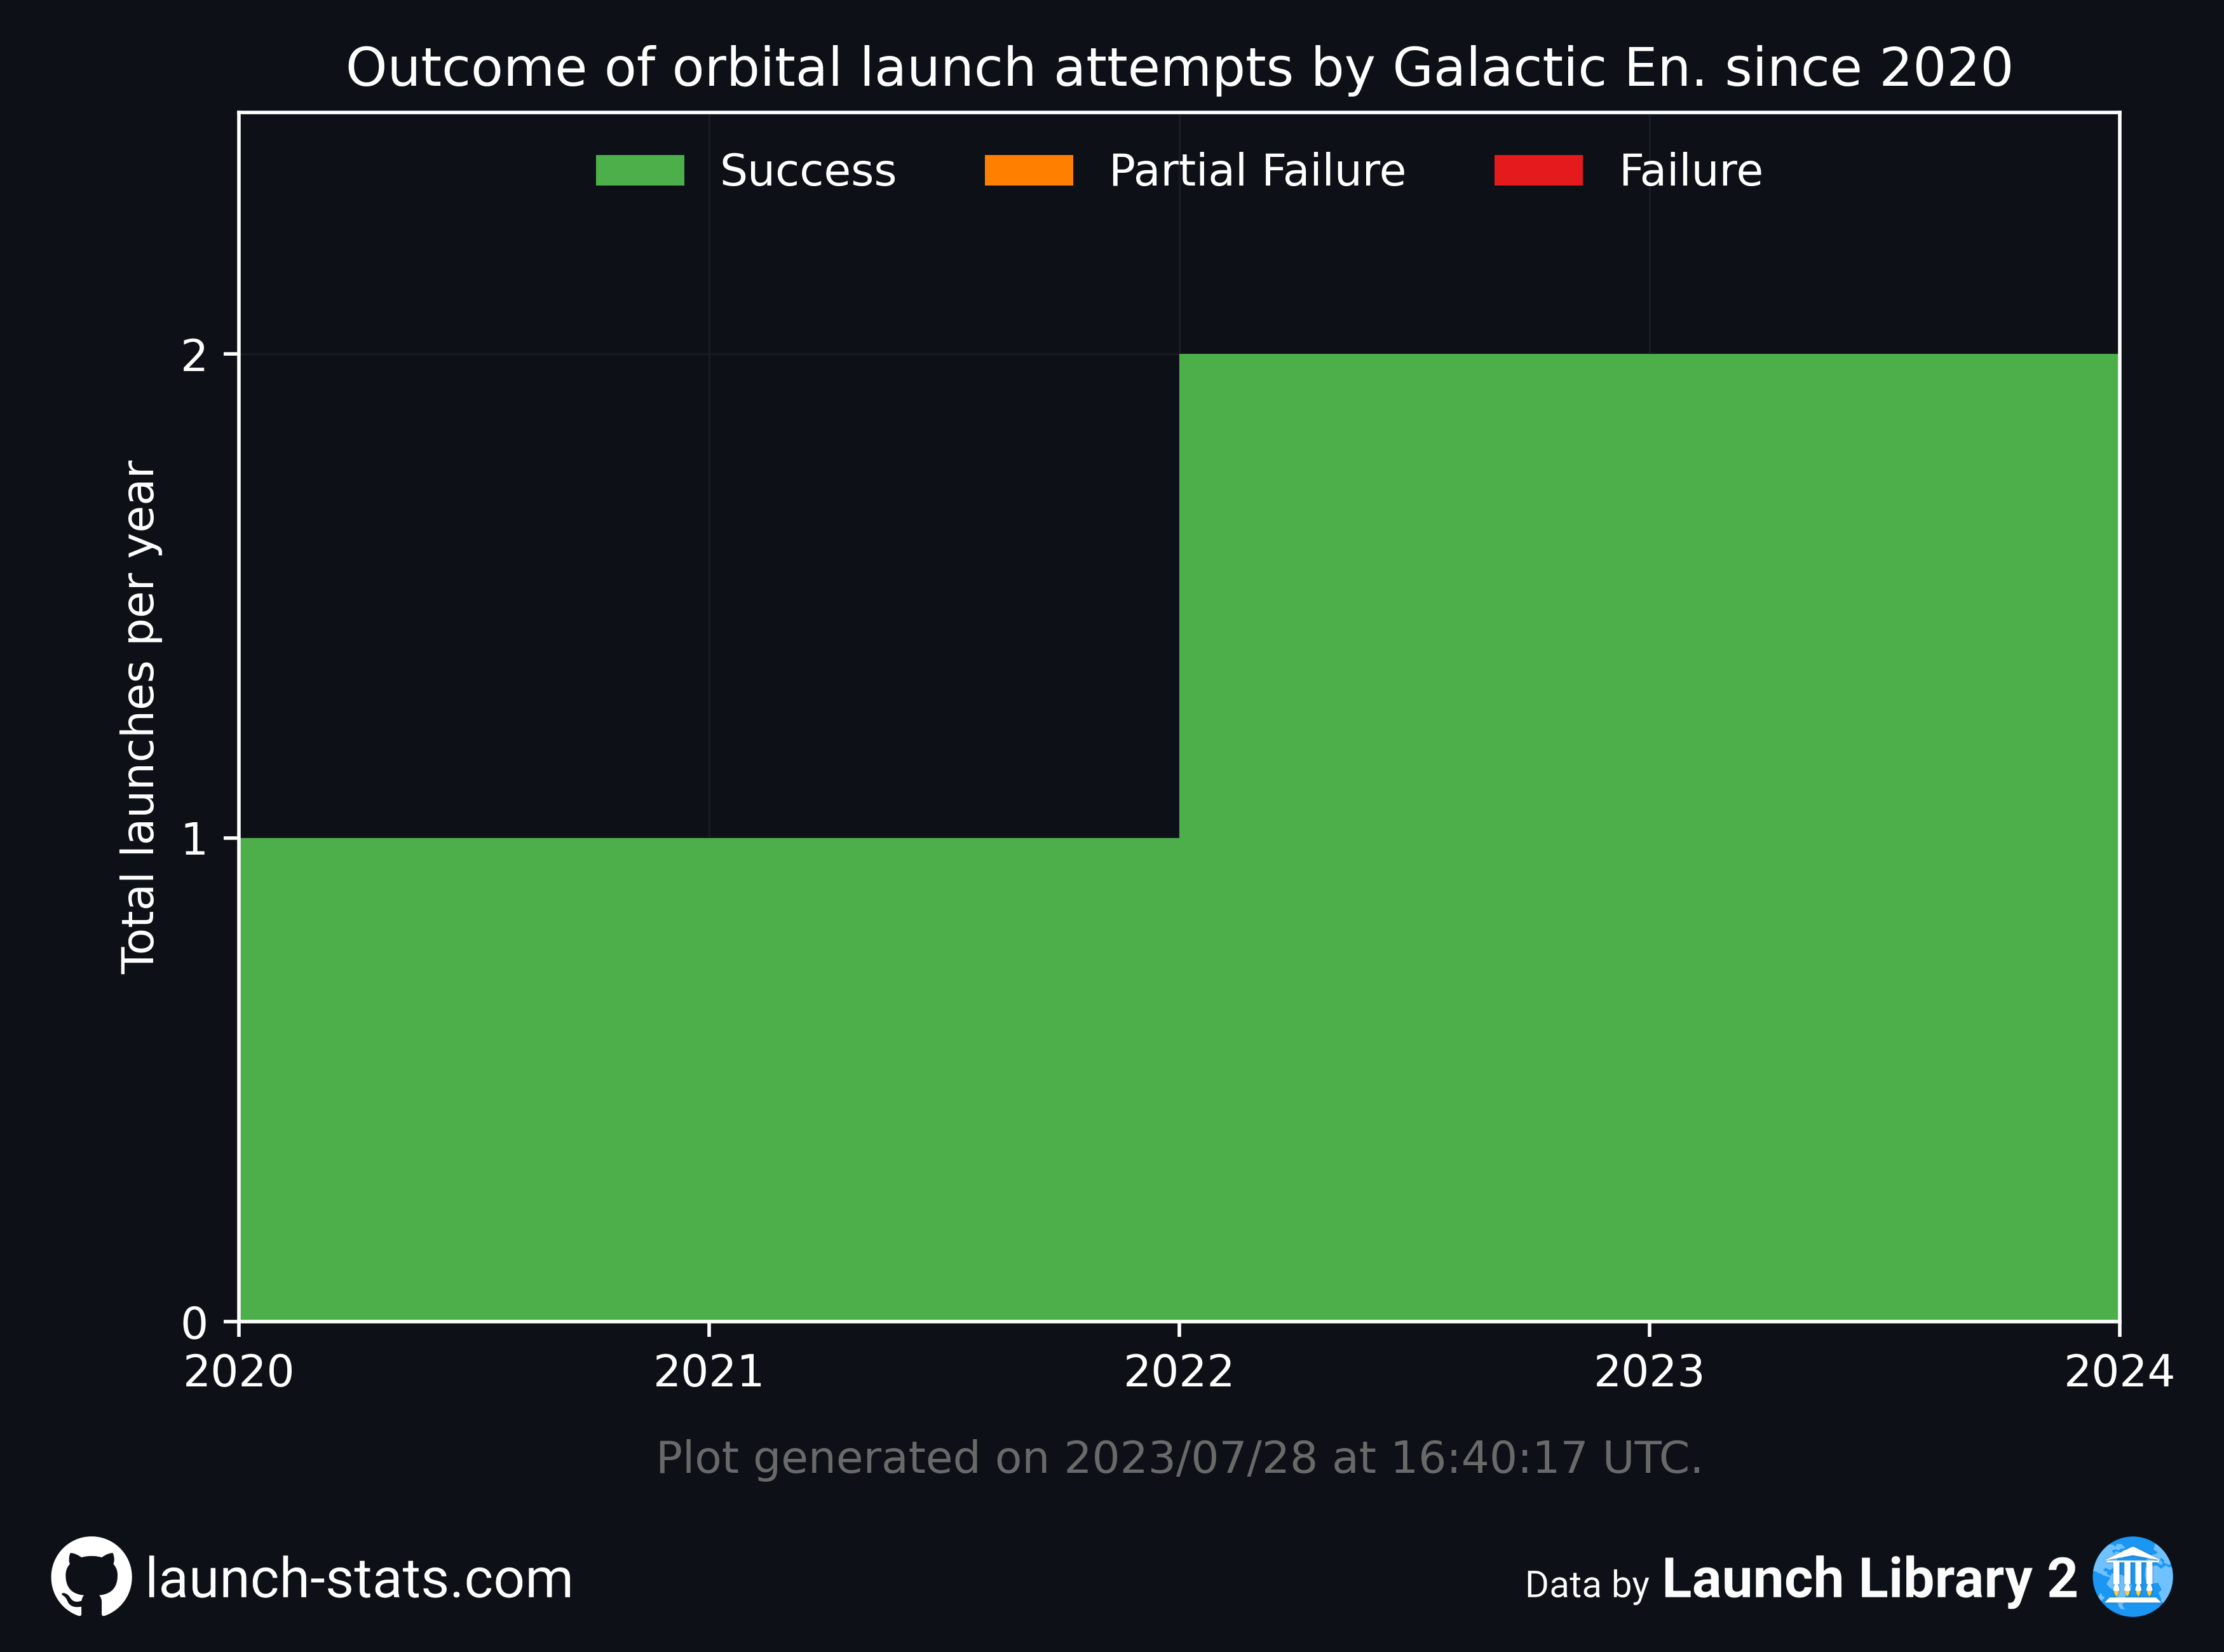 Outcome of orbital launch attempts by Galactic En. since 2020
Success Partial Failure Failure
Total launches per year
2
1
0
2020 2021 2022 2023 2024
Plot generated on 2023/07/28 at 16:40:17 UTC.
launch-stats.com
Data by Launch Library 2